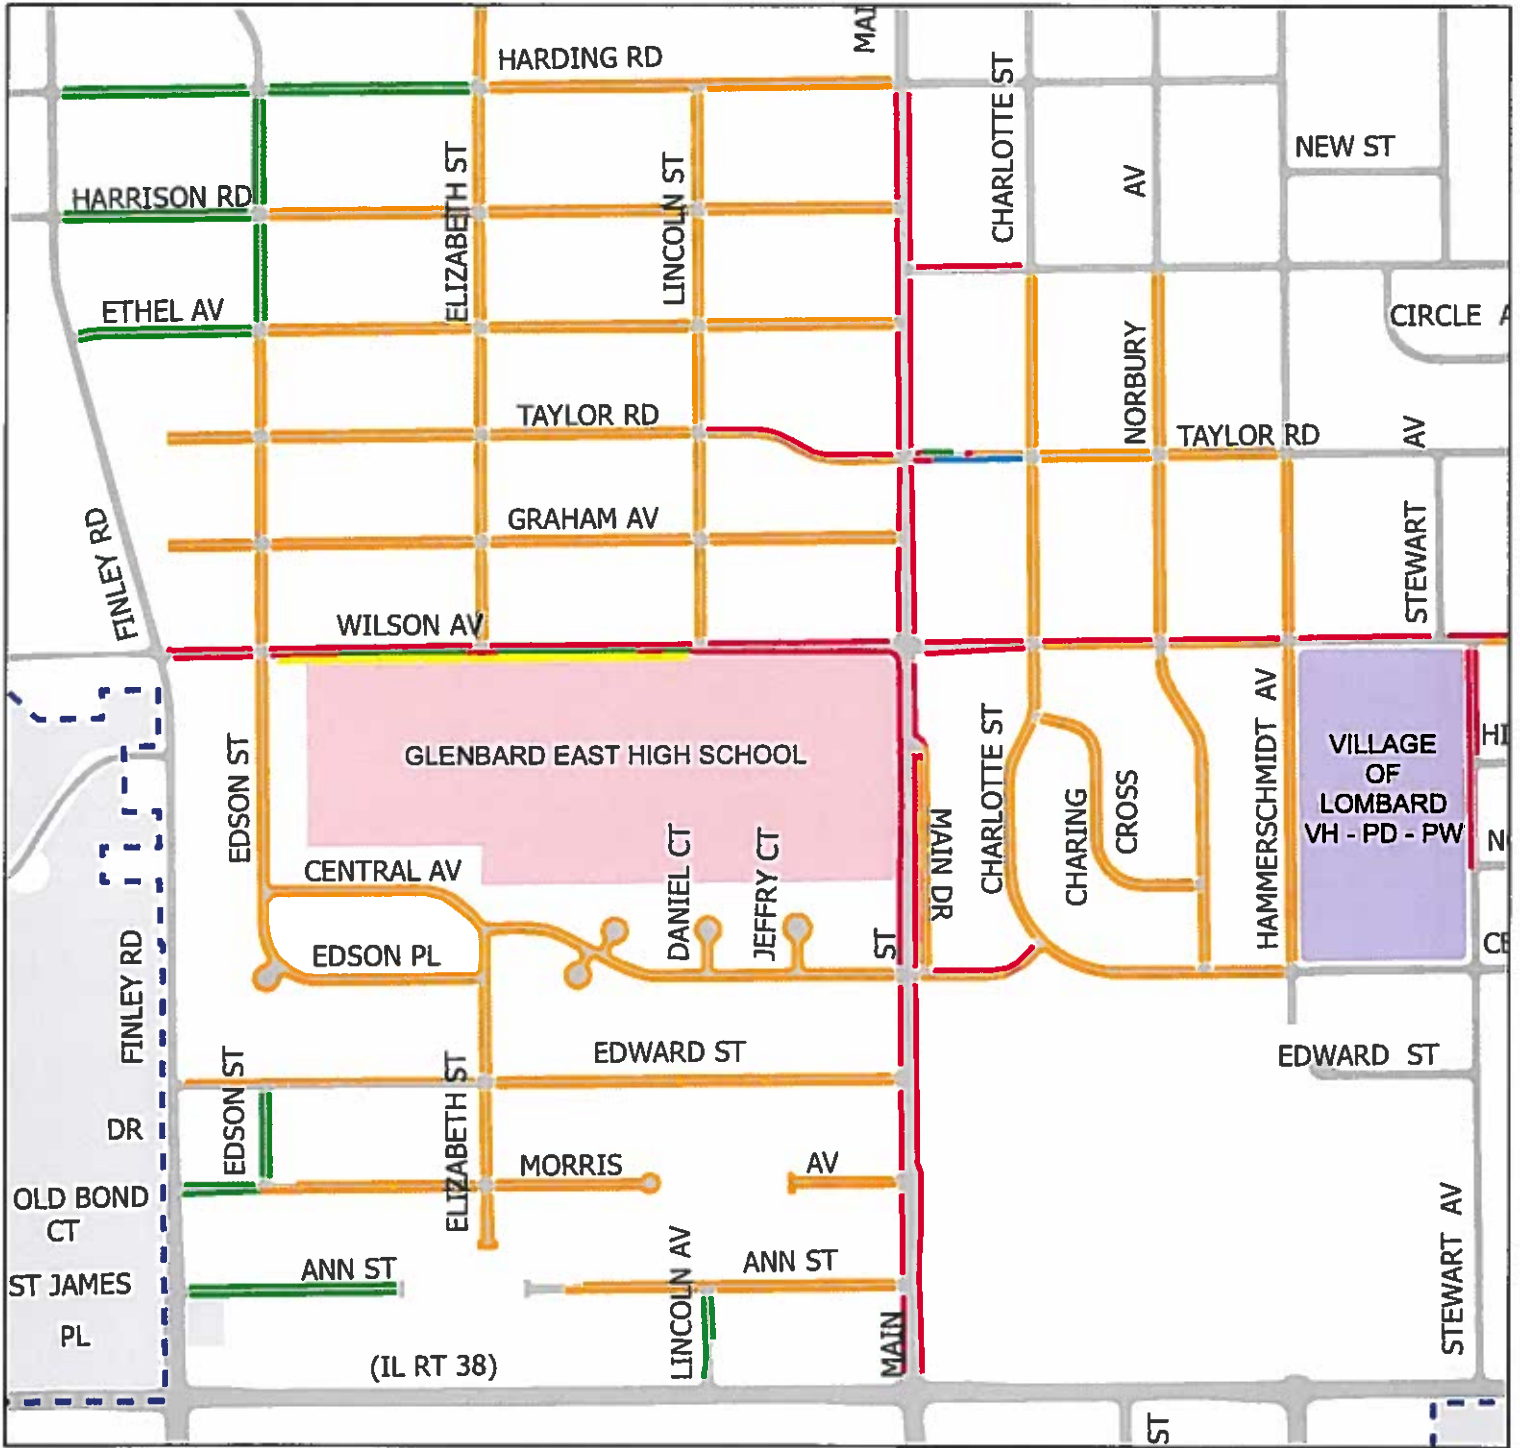 MAI
HARDING RD
CHARLOTTE ST
NEW ST
AV
HARRISON RD
ELIZABETH ST
LINCOLN ST
ETHEL AV
CIRCLE A
NORBURY
TAYLOR RD
TAYLOR RD
AV
GRAHAM AV
FINLEY RD
STEWART
WILSON AV
EDSON ST
GLENBARD EAST HIGH SCHOOL
CHARLOTTE ST
HAMMERSCHMIDT AV
VILLAGE
OF
LOMBARD
VH - PD - PW
HI
MAIN DR
CHARING
CROSS
N
CENTRAL AV
DANIEL CT
JEFFRY CT
ST
CE
EDSON PL
FINLEY RD
EDWARD ST
EDWARD ST
EDSON ST
ELIZABETH ST
DR
MORRIS
AV
OLD BOND
CT
STEWART AV
LINCOLN AV
ANN ST
ANN ST
ST JAMES
PL
MAIN
(IL RT 38)
ST